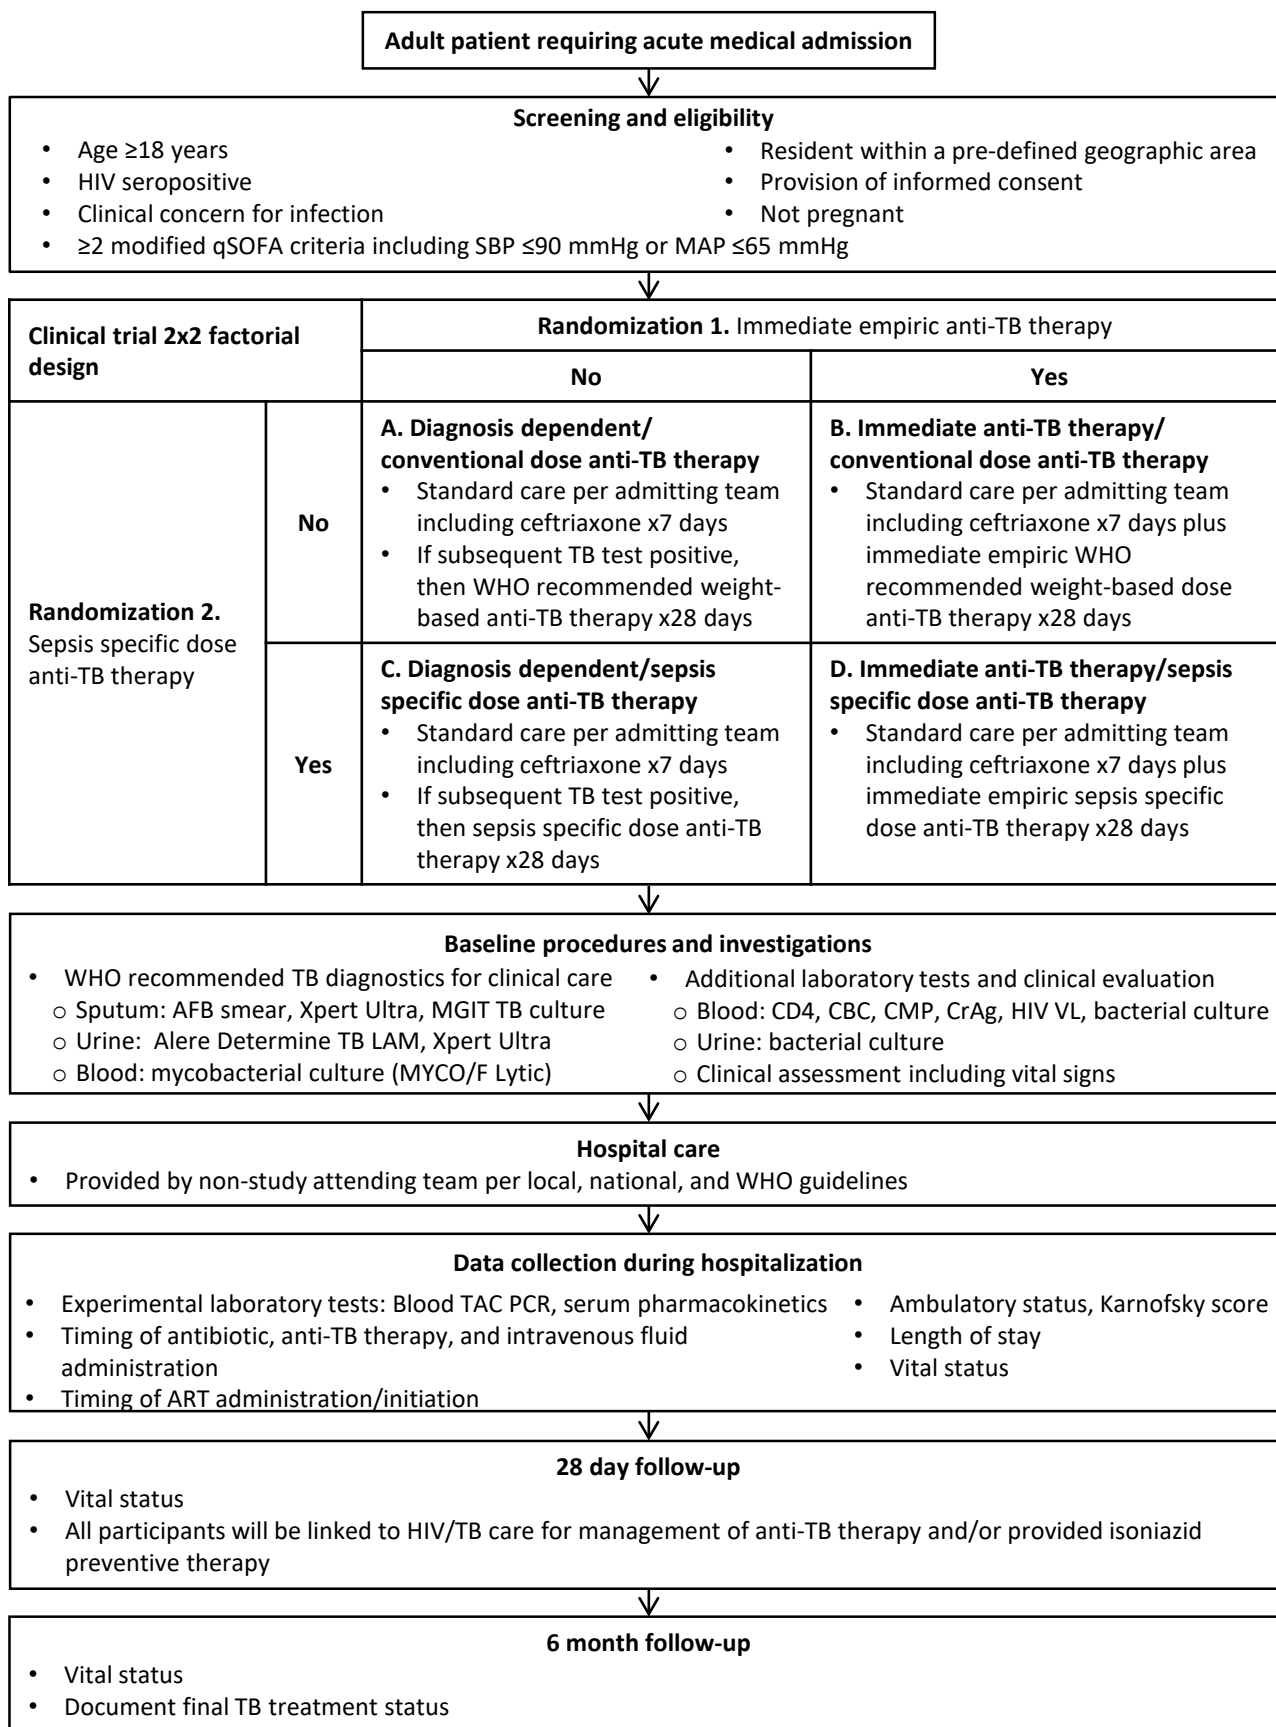 Adult patient requiring acute medical admission
Screening and eligibility
• Age ≥18 years
• HIV seropositive
• Clinical concern for infection
• ≥2 modified qSOFA criteria including SBP ≤90 mmHg or MAP ≤65 mmHg
• Resident within a pre-defined geographic area
• Provision of informed consent
• Not pregnant
Clinical trial 2x2 factorial
design
Randomization 1. Immediate empiric anti-TB therapy
No
Yes
Randomization 2.
Sepsis specific dose
anti-TB therapy
No
A. Diagnosis dependent/
conventional dose anti-TB therapy
• Standard care per admitting team
including ceftriaxone x7 days
• If subsequent TB test positive,
then WHO recommended weight-
based anti-TB therapy x28 days
B. Immediate anti-TB therapy/
conventional dose anti-TB therapy
• Standard care per admitting team
including ceftriaxone x7 days plus
immediate empiric WHO
recommended weight-based dose
anti-TB therapy x28 days
Yes
C. Diagnosis dependent/sepsis
specific dose anti-TB therapy
• Standard care per admitting team
including ceftriaxone x7 days
• If subsequent TB test positive,
then sepsis specific dose anti-TB
therapy x28 days
D. Immediate anti-TB therapy/sepsis
specific dose anti-TB therapy
• Standard care per admitting team
including ceftriaxone x7 days plus
immediate empiric sepsis specific
dose anti-TB therapy x28 days
Baseline procedures and investigations
• WHO recommended TB diagnostics for clinical care
o Sputum: AFB smear, Xpert Ultra, MGIT TB culture
o Urine: Alere Determine TB LAM, Xpert Ultra
o Blood: mycobacterial culture (MYCO/F Lytic)
• Additional laboratory tests and clinical evaluation
o Blood: CD4, CBC, CMP, CrAg, HIV VL, bacterial culture
o Urine: bacterial culture
o Clinical assessment including vital signs
Hospital care
• Provided by non-study attending team per local, national, and WHO guidelines
Data collection during hospitalization
• Experimental laboratory tests: Blood TAC PCR, serum pharmacokinetics
• Timing of antibiotic, anti-TB therapy, and intravenous fluid
administration
• Timing of ART administration/initiation
• Ambulatory status, Karnofsky score
• Length of stay
• Vital status
28 day follow-up
• Vital status
• All participants will be linked to HIV/TB care for management of anti-TB therapy and/or provided isoniazid
preventive therapy
6 month follow-up
• Vital status
• Document final TB treatment status